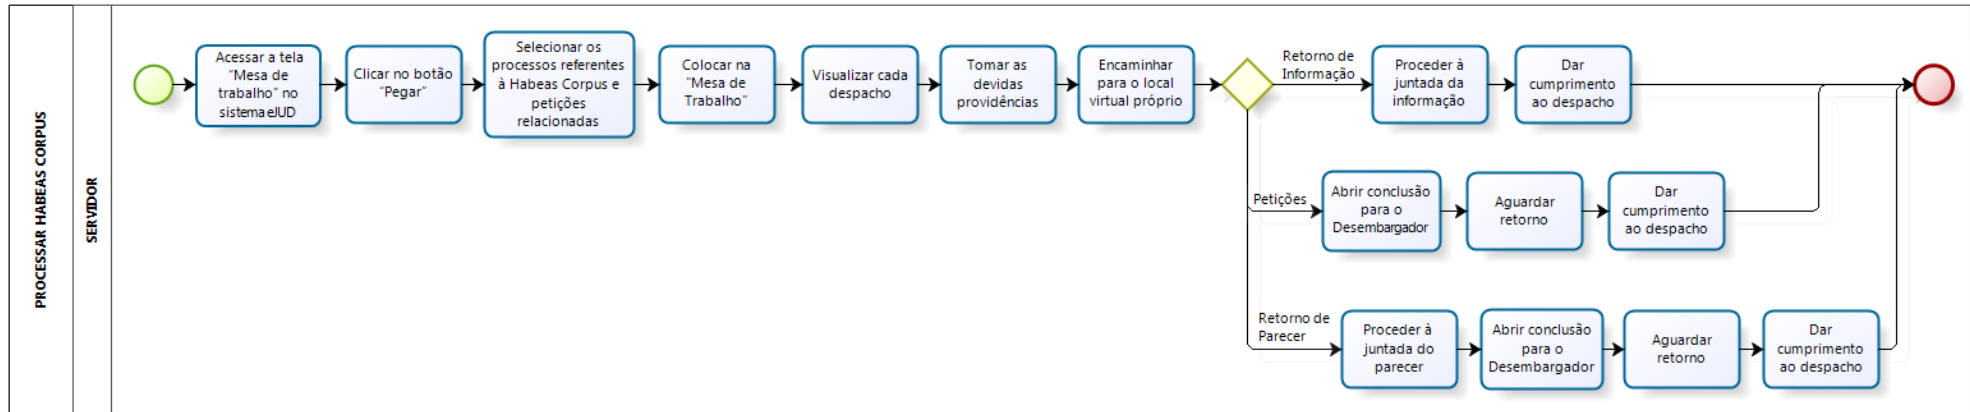 PROCESSAR HABEAS CORPUS
SERVIDOR
Acessar a tela
"Mesa de
trabalho" no
sistema eJUD
Clicar no botão
"Pegar"
Selecionar os
processos referentes
à Habeas Corpus e
petições
relacionadas
Colocar na
"Mesa de
Trabalho"
Visualizar cada
despacho
Tomar as
devidas
providências
Encaminhar
para o local
virtual próprio
Retorno de
Informação
Proceder à
juntada da
informação
Dar
cumprimento
ao despacho
Petições
Abrir conclusão
para o
Desembargador
Aguardar
retorno
Dar
cumprimento
ao despacho
Retorno de
Parecer
Proceder à
juntada do
parecer
Abrir conclusão
para o
Desembargador
Aguardar
retorno
Dar
cumprimento
ao despacho